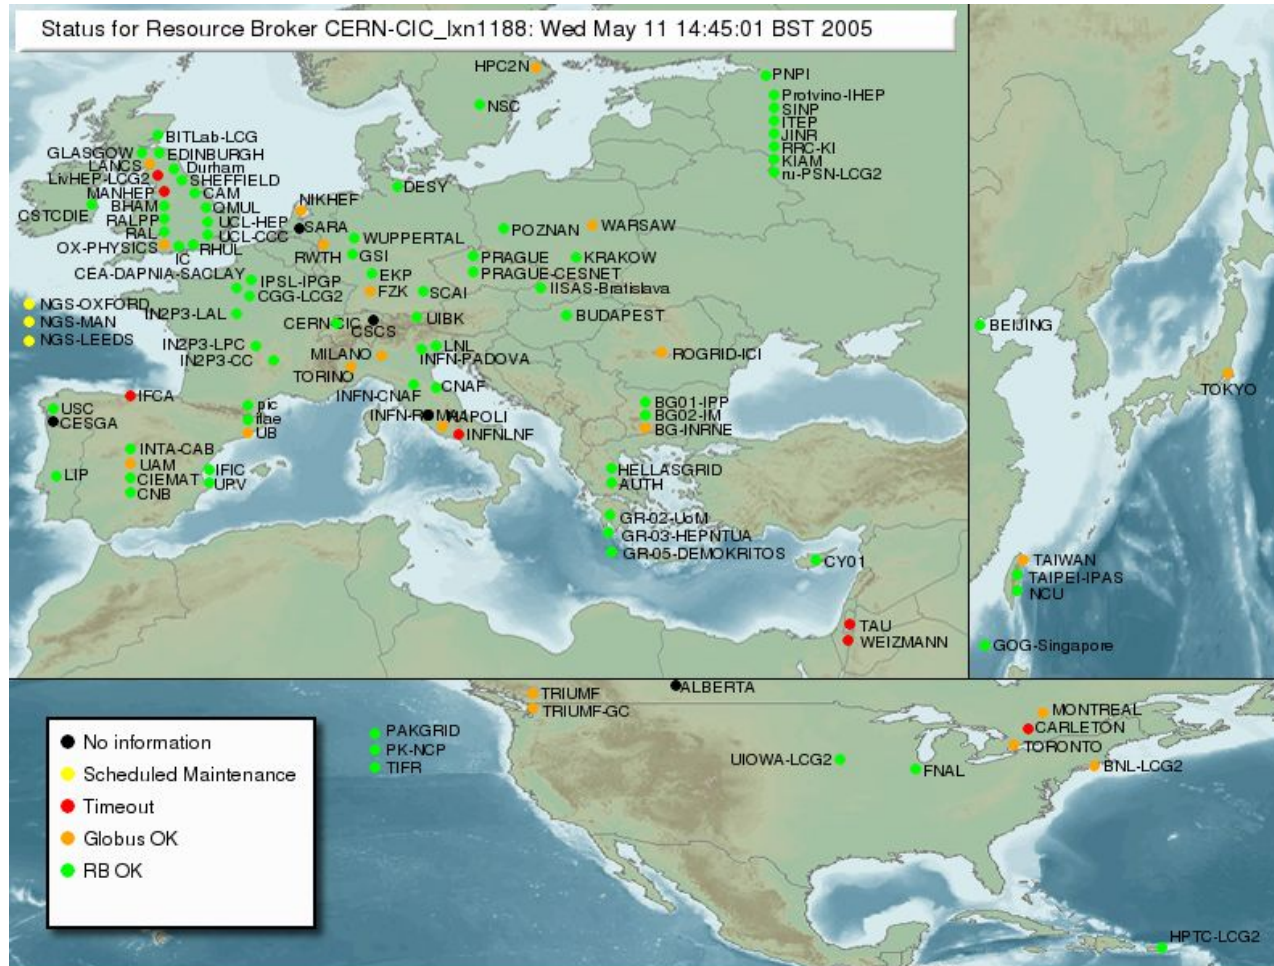 Status for Resource Broker CERN-CIC_lxn1188: Wed May 11 14:45:01 BST 2005
HPC2N
NSC
PNPI
Protvino-IHEP
SINP
ITEP
JINR
RRC-KI
KIAM
ru-PSN-LCG2
BITLab-LCG
GLASGOW
EDINBURGH
LANCS
Durham
LivHEP-LCG2
SHEFFIELD
MANHEP
CAM
BHAM
QMUL
CSTCDIE
RALPP
UCL-HEP
RAL
UCL-CCC
OX-PHYSICS
IC
RHUL
DESY
NIKHEF
SARA
RWTH
WUPPERTAL
GSI
POZNAN
WARSAW
PRAGUE
KRAKOW
PRAGUE-CESNET
CEA-DAPNIA-SACLAY
IPSL-IPGP
CGG-LCG2
EKP
FZK
SCAI
IISAS-Bratislava
NGS-OXFORD
NGS-MAN
NGS-LEEDS
IN2P3-LAL
CERN-CIC
CSCS
UIBK
BUDAPEST
IN2P3-LPC
IN2P3-CC
MILANO
TORINO
LNL
INFN-PADOVA
ROGRID-ICI
IFCA
INFN-CNAF
CNAF
USC
CESGA
pic
ifae
UB
INFN-ROMA1
NAPOLI
INFNLNF
BG01-IPP
BG02-IM
BG-INRNE
INTA-CAB
UAM
CIEMAT
CNB
LIP
IFIC
UPV
HELLASGRID
AUTH
GR-02-UoM
GR-03-HEPNTUA
GR-05-DEMOKRITOS
CY01
TAU
WEIZMANN
BEIJING
TOKYO
TAIWAN
TAIPEI-IPAS
NCU
GOG-Singapore
TRIUMF
TRIUMF-GC
ALBERTA
MONTREAL
CARLETON
TORONTO
BNL-LCG2
PAKGRID
PK-NCP
TIFR
UIOWA-LCG2
FNAL
HPTC-LCG2
No information
Scheduled Maintenance
Timeout
Globus OK
RB OK